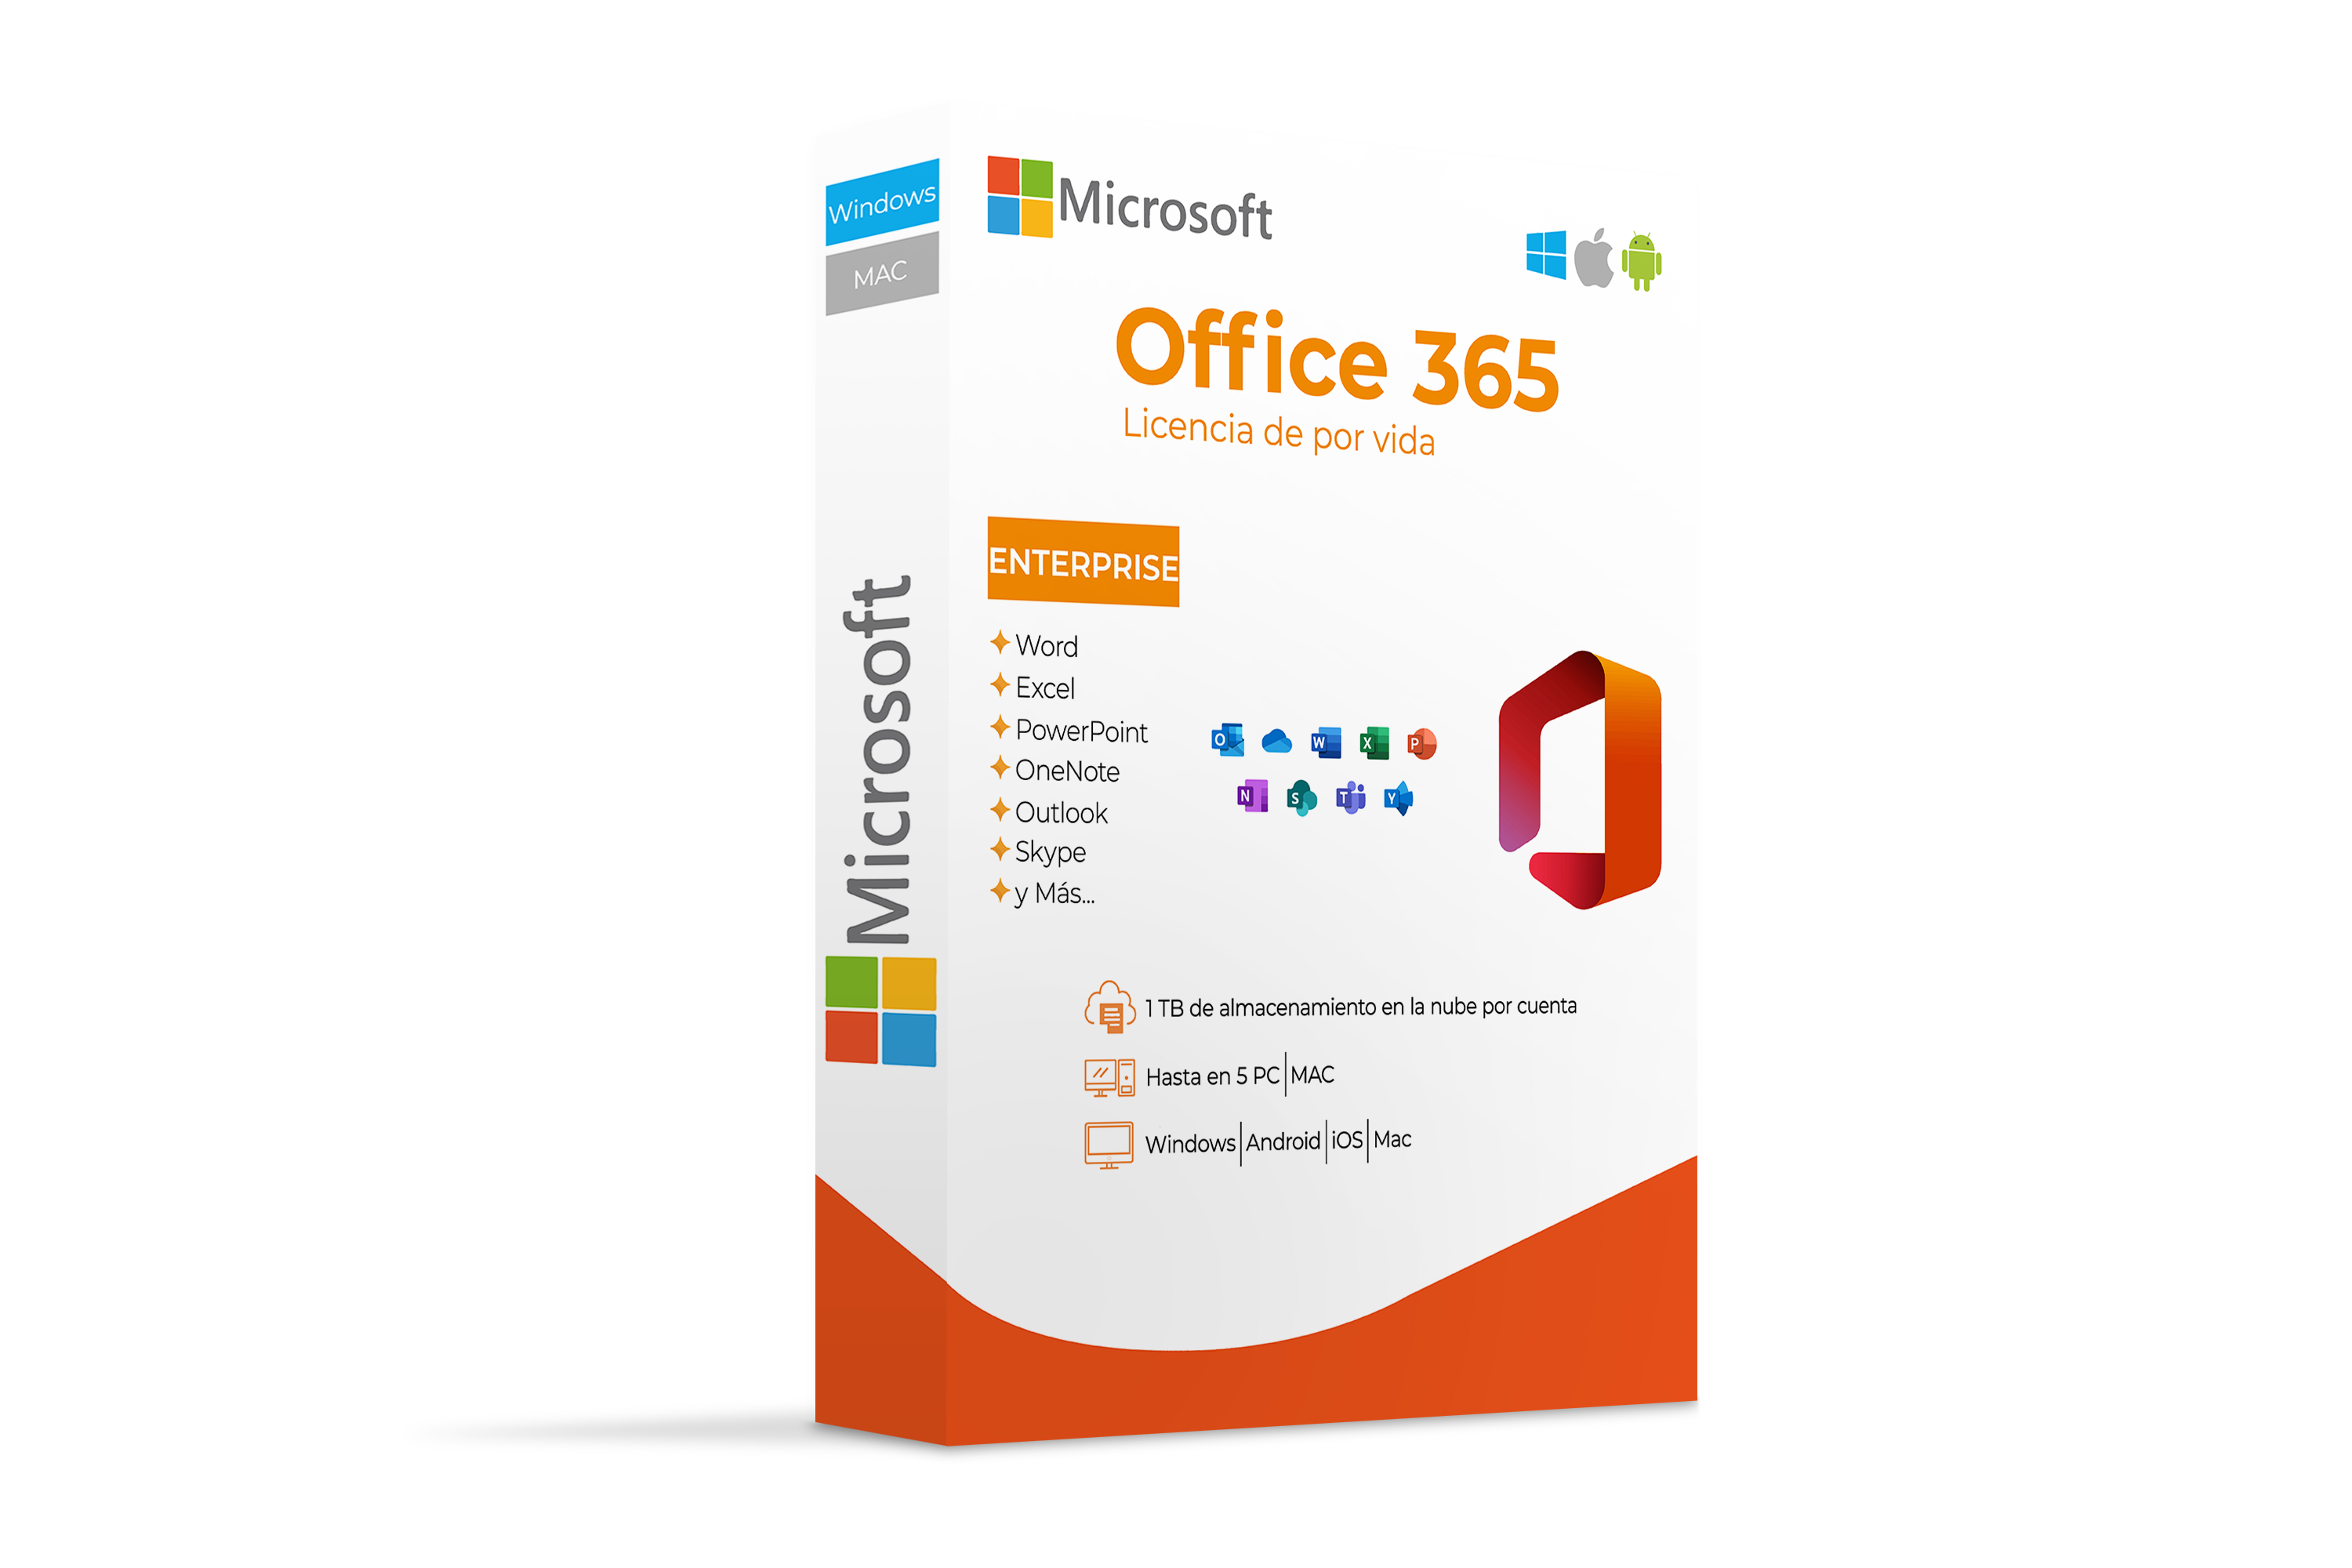 Windows
MAC
Microsoft
Microsoft
Office 365
Licencia de por vida
ENTERPRISE
Word
Excel
PowerPoint
OneNote
Outlook
Skype
y Más...
O
W
X
P
N
S
T
Y
1 TB de almacenamiento en la nube por cuenta
Hasta en 5 PC|MAC
Windows|Android|iOS|Mac